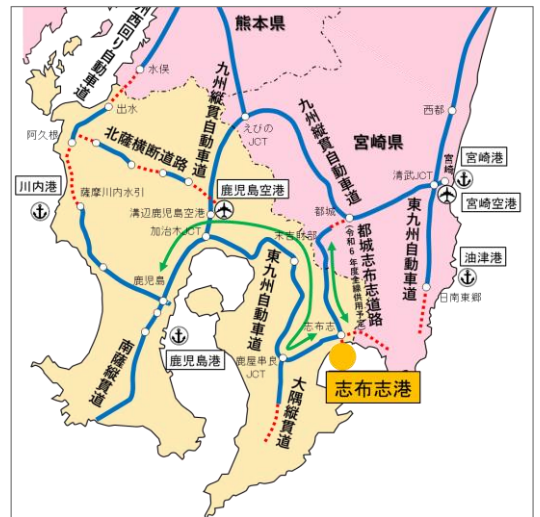 熊本県
州西回り自動車道
水俣
出水
阿久根
北薩横断道路
九州縦貫自動車道
えびの
JCT
九州縦貫自動車道
宮崎県
西都
宮崎
宮崎港
清武JCT
宮崎空港
川内港
薩摩川内水引
鹿児島空港
溝辺鹿児島空港
加治木JCT
都城
末吉財部
都城志布志道路
(令和6年度全線供用予定)
東九州自動車道
油津港
日南東郷
鹿児島
東九州自動車道
志布志
鹿児島港
鹿屋串良
JCT
志布志港
南薩縦貫道
大隅縦貫道